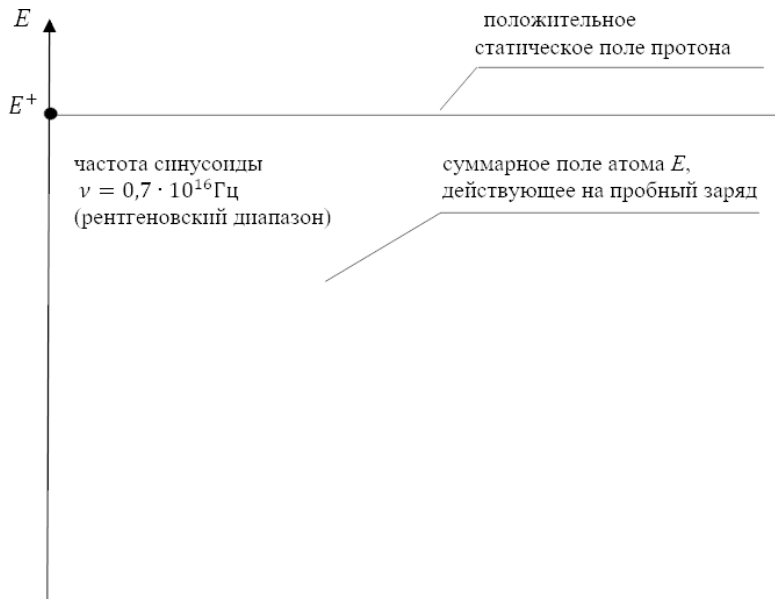 E
положительное
статическое поле протона
E⁺
частота синусоиды
ν = 0,7 · 10¹⁶Гц
(рентгеновский диапазон)
суммарное поле атома E,
действующее на пробный заряд